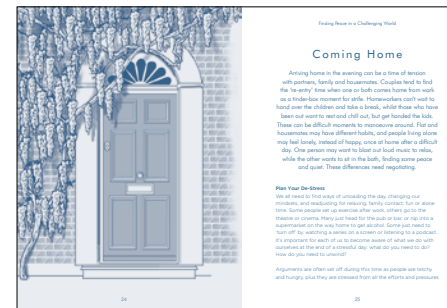 Finding Peace in a Challenging World
Coming Home
Arriving home in the evening can be a time of tension
with partners, family and housemates. Couples tend to find
the 're-entry' time when one or both comes home from work
as a tinder-box moment for strife. Homeworkers can't wait to
hand over the children and take a break, whilst those who have
been out want to rest and chill out, but get handed the kids.
These can be difficult moments to manoeuvre around. Flat and
housemates may have different habits, and people living alone
may feel lonely, instead of happy, once at home after a difficult
day. One person may want to blast out loud music to relax,
while the other wants to sit in the bath, finding some peace
and quiet. These differences need negotiating.
Plan Your De-Stress
We all need to find ways of unloading the day, changing our
mindsets, and readjusting for relaxing, family contact, fun or alone
time. Some people set up exercise after work, others go to the
theatre or cinema. Many just head for the pub or bar, or nip into a
supermarket on the way home to get alcohol. Some just need to
'turn off' by watching a series on a screen or listening to a podcast.
It's important for each of us to become aware of what we do with
ourselves at the end of a stressful day: what do you need to do?
How do you need to unwind?
Arguments are often set off during this time as people are tetchy
and hungry, plus they are stressed from all the efforts and pressures
24
25